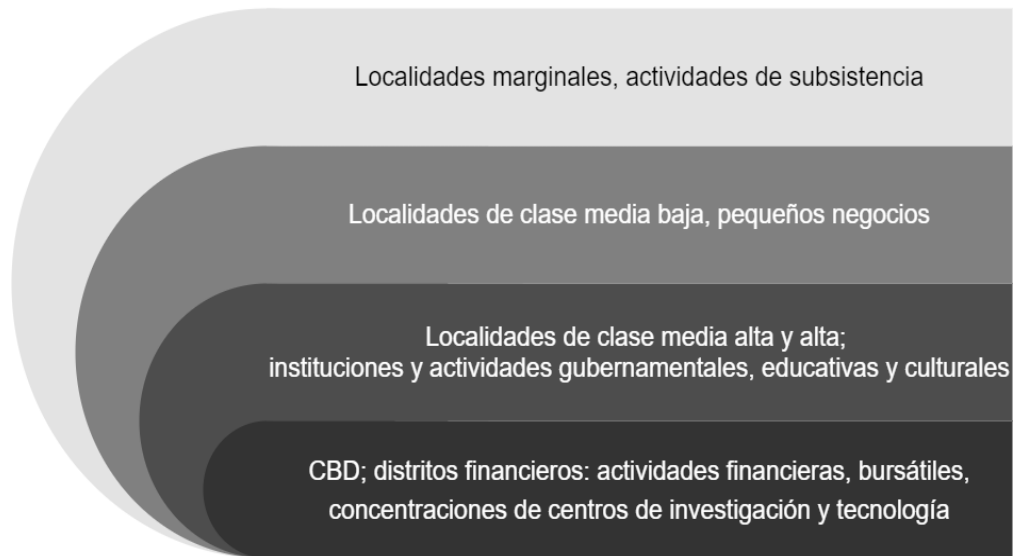 Localidades marginales, actividades de subsistencia
Localidades de clase media baja, pequeños negocios
Localidades de clase media alta y alta;
instituciones y actividades gubernamentales, educativas y culturales
CBD; distritos financieros: actividades financieras, bursátiles,
concentraciones de centros de investigación y tecnología